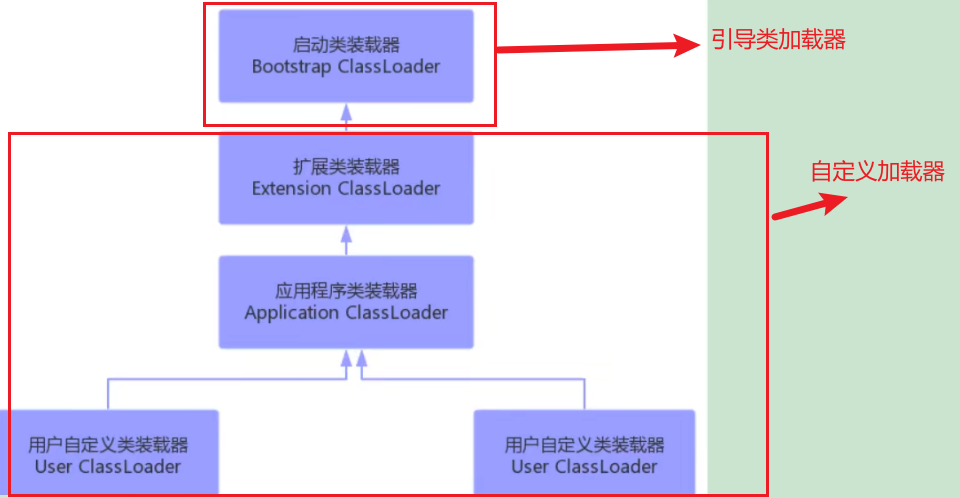 启动类装载器
Bootstrap ClassLoader
引导类加载器
扩展类装载器
Extension ClassLoader
自定义加载器
应用程序类装载器
Application ClassLoader
用户自定义类装载器
User ClassLoader
用户自定义类装载器
User ClassLoader